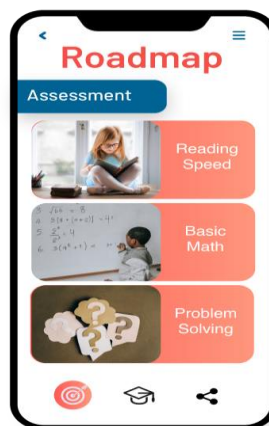 Roadmap
Assessment
Reading
Speed
Basic
Math
Problem
Solving